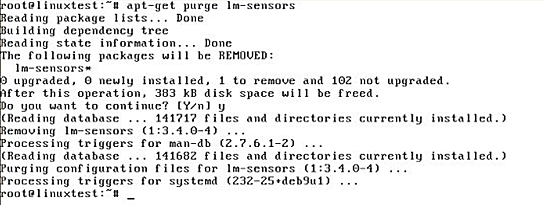 root@linuxtest:~# apt-get purge lm-sensors
Reading package lists... Done
Building dependency tree
Reading state information... Done
The following packages will be REMOVED:
  lm-sensors*
0 upgraded, 0 newly installed, 1 to remove and 102 not upgraded.
After this operation, 383 kB disk space will be freed.
Do you want to continue? [Y/n] y
(Reading database ... 141717 files and directories currently installed.)
Removing lm-sensors (1:3.4.0-4) ...
Processing triggers for man-db (2.7.6.1-2) ...
(Reading database ... 141682 files and directories currently installed.)
Purging configuration files for lm-sensors (1:3.4.0-4) ...
Processing triggers for systemd (232-25+deb9u1) ...
root@linuxtest:~# _